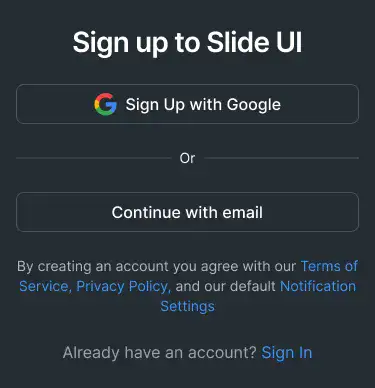 Sign up to Slide UI
Sign Up with Google
Or
Continue with email
By creating an account you agree with our Terms of
Service, Privacy Policy, and our default Notification
Settings
Already have an account? Sign In